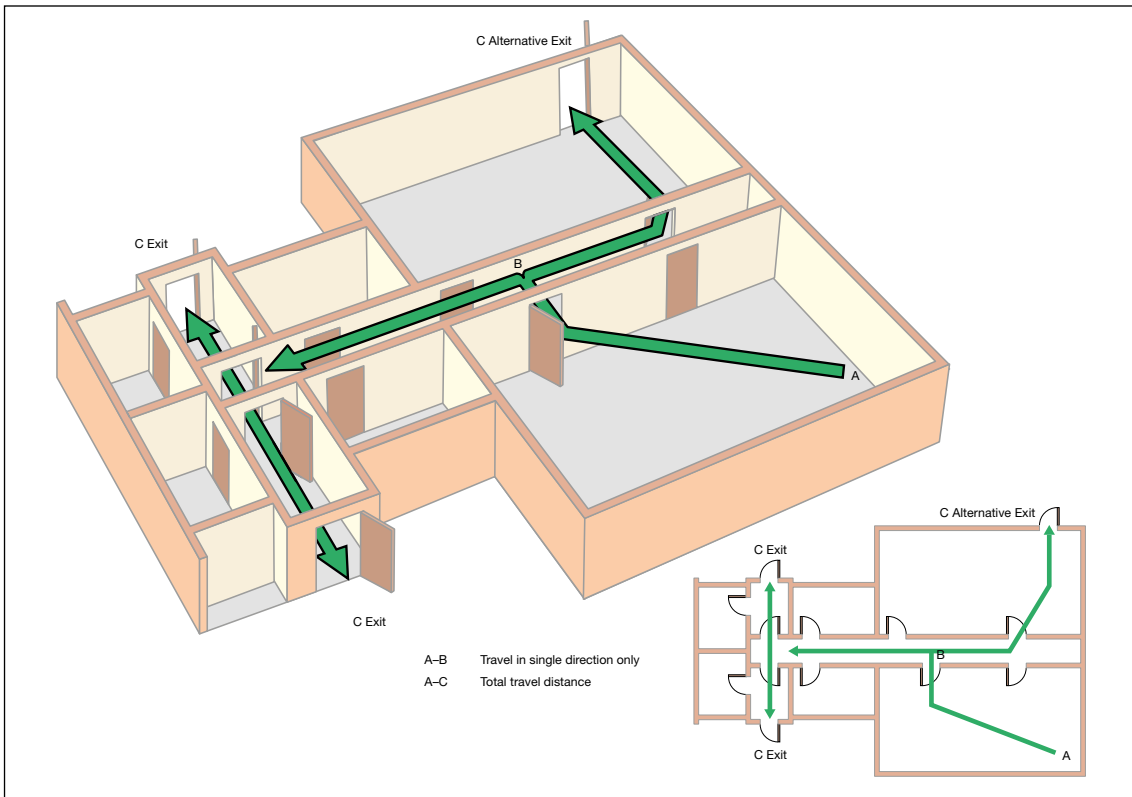 C Alternative Exit
C Exit
B
A
C Exit
A–B Travel in single direction only
A–C Total travel distance
C Alternative Exit
C Exit
B
A
C Exit